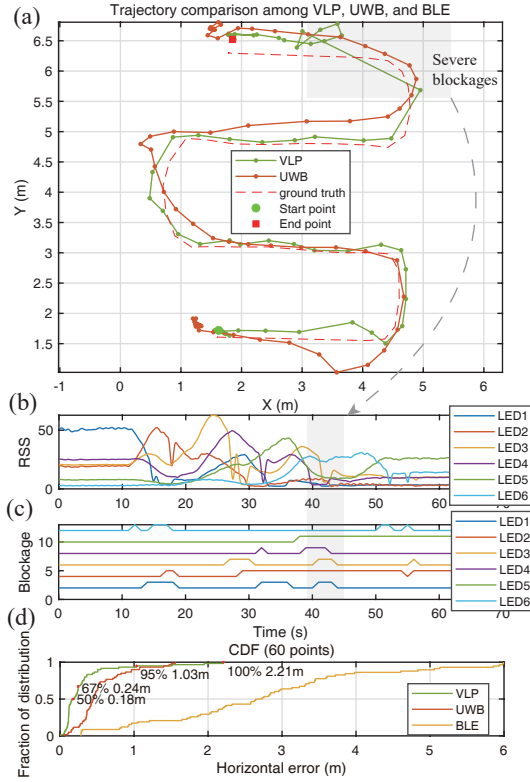 (a)
Trajectory comparison among VLP, UWB, and BLE
6.5
6
5.5
5
4.5
4
3.5
3
2.5
2
1.5
Y (m)
Severe
blockages
VLP
UWB
ground truth
Start point
End point
-1
0
1
2
3
4
5
6
X (m)
(b)
50
0
RSS
0
10
20
30
40
50
60
70
LED1
LED2
LED3
LED4
LED5
LED6
(c)
10
5
0
Blockage
0
10
20
30
40
50
60
70
Time (s)
LED1
LED2
LED3
LED4
LED5
LED6
(d)
CDF (60 points)
1
0.5
0
Fraction of distribution
67% 0.24m
50% 0.18m
95% 1.03m
100% 2.21m
VLP
UWB
BLE
0
1
2
3
4
5
6
Horizontal error (m)